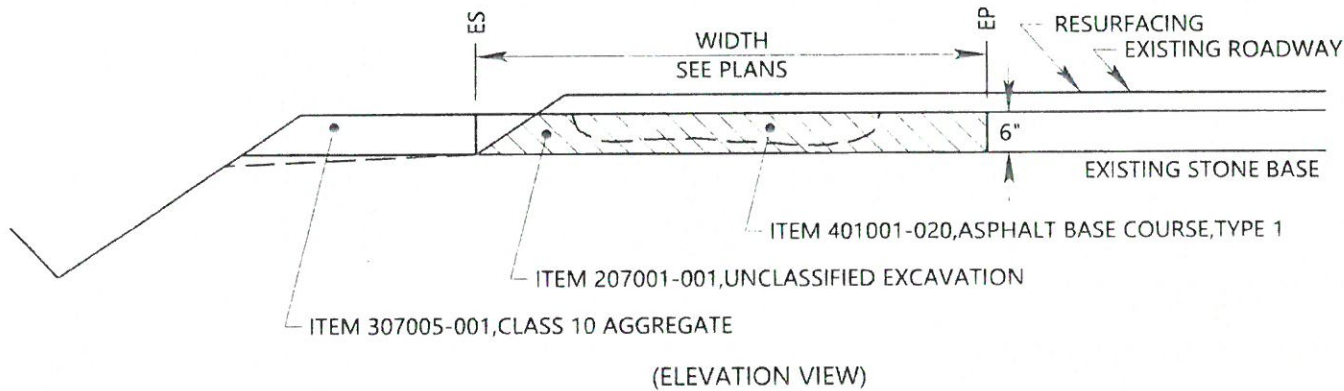 ES
EP
RESURFACING
EXISTING ROADWAY
WIDTH
SEE PLANS
6"
EXISTING STONE BASE
ITEM 401001-020,ASPHALT BASE COURSE,TYPE 1
ITEM 207001-001,UNCLASSIFIED EXCAVATION
ITEM 307005-001,CLASS 10 AGGREGATE
(ELEVATION VIEW)